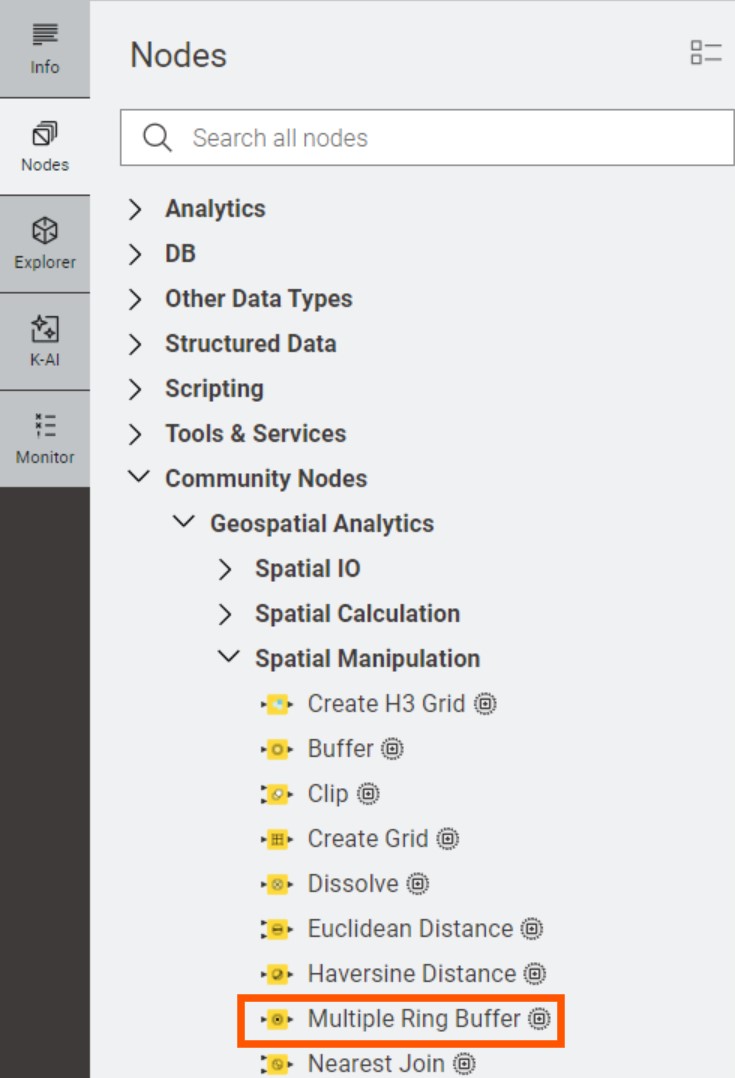 Info
Nodes
Explorer
K-AI
Monitor
Nodes
Search all nodes
Analytics
DB
Other Data Types
Structured Data
Scripting
Tools & Services
Community Nodes
Geospatial Analytics
Spatial IO
Spatial Calculation
Spatial Manipulation
Create H3 Grid
Buffer
Clip
Create Grid
Dissolve
Euclidean Distance
Haversine Distance
Multiple Ring Buffer
Nearest Join